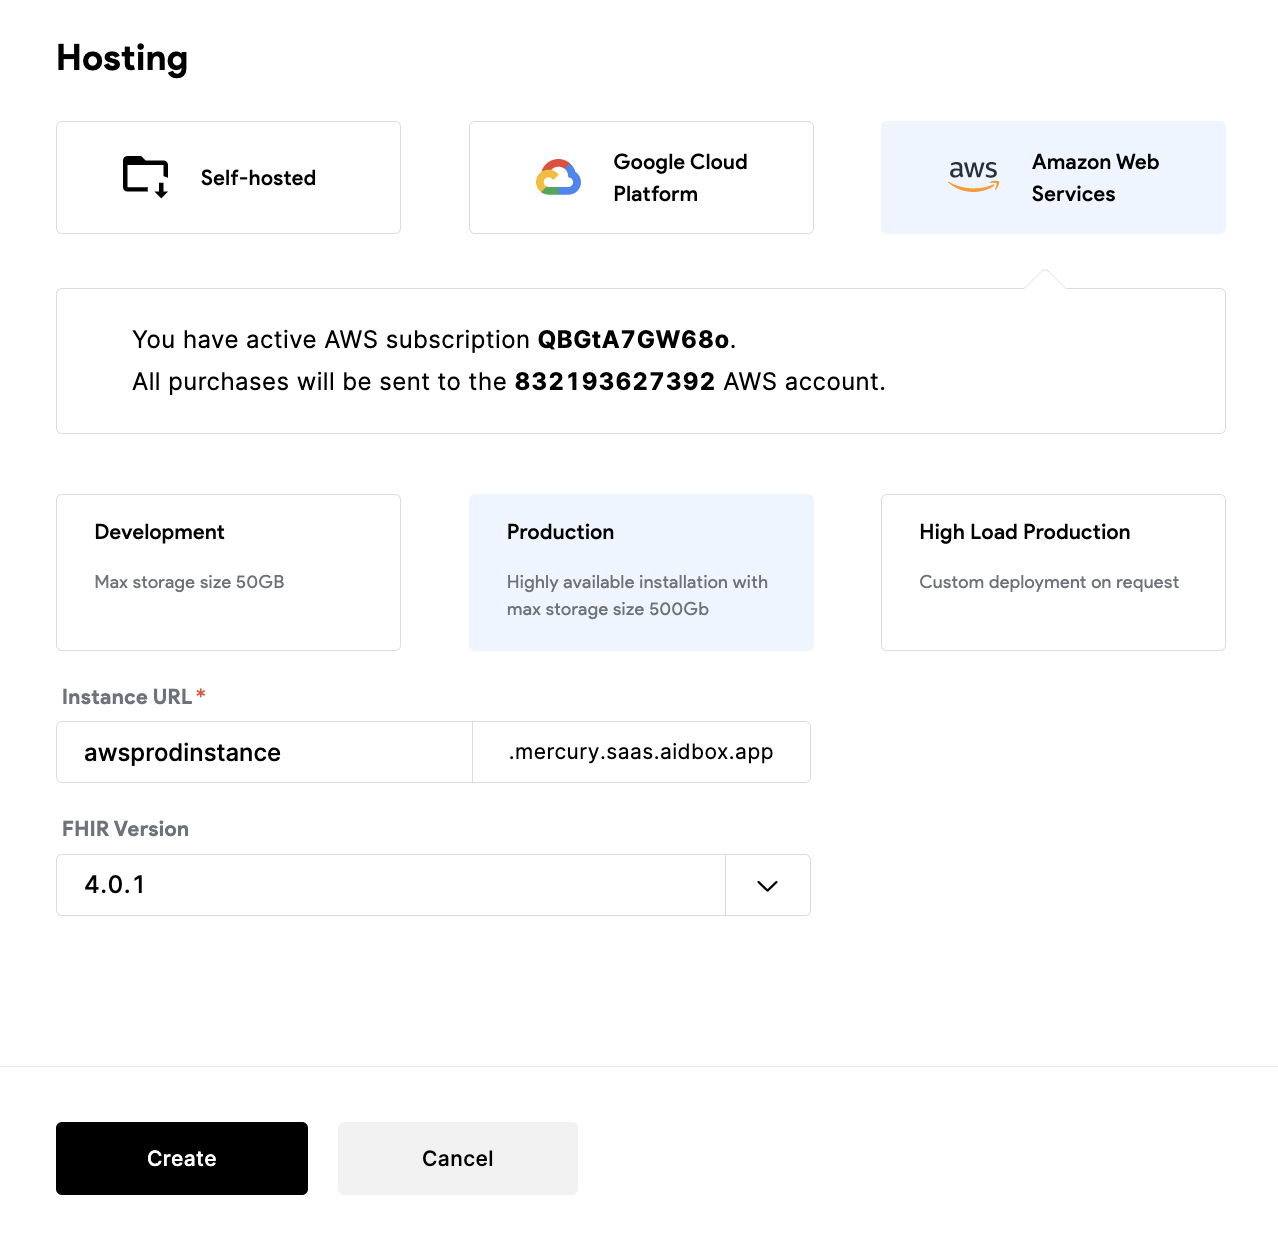 Hosting
Self-hosted
Google Cloud
Platform
aws
Amazon Web
Services
You have active AWS subscription QBGtA7GW68o.
All purchases will be sent to the 832193627392 AWS account.
Development
Max storage size 50GB
Production
Highly available installation with
max storage size 500Gb
High Load Production
Custom deployment on request
Instance URL*
awsprodinstance .mercury.saas.aidbox.app
FHIR Version
4.0.1
Create Cancel